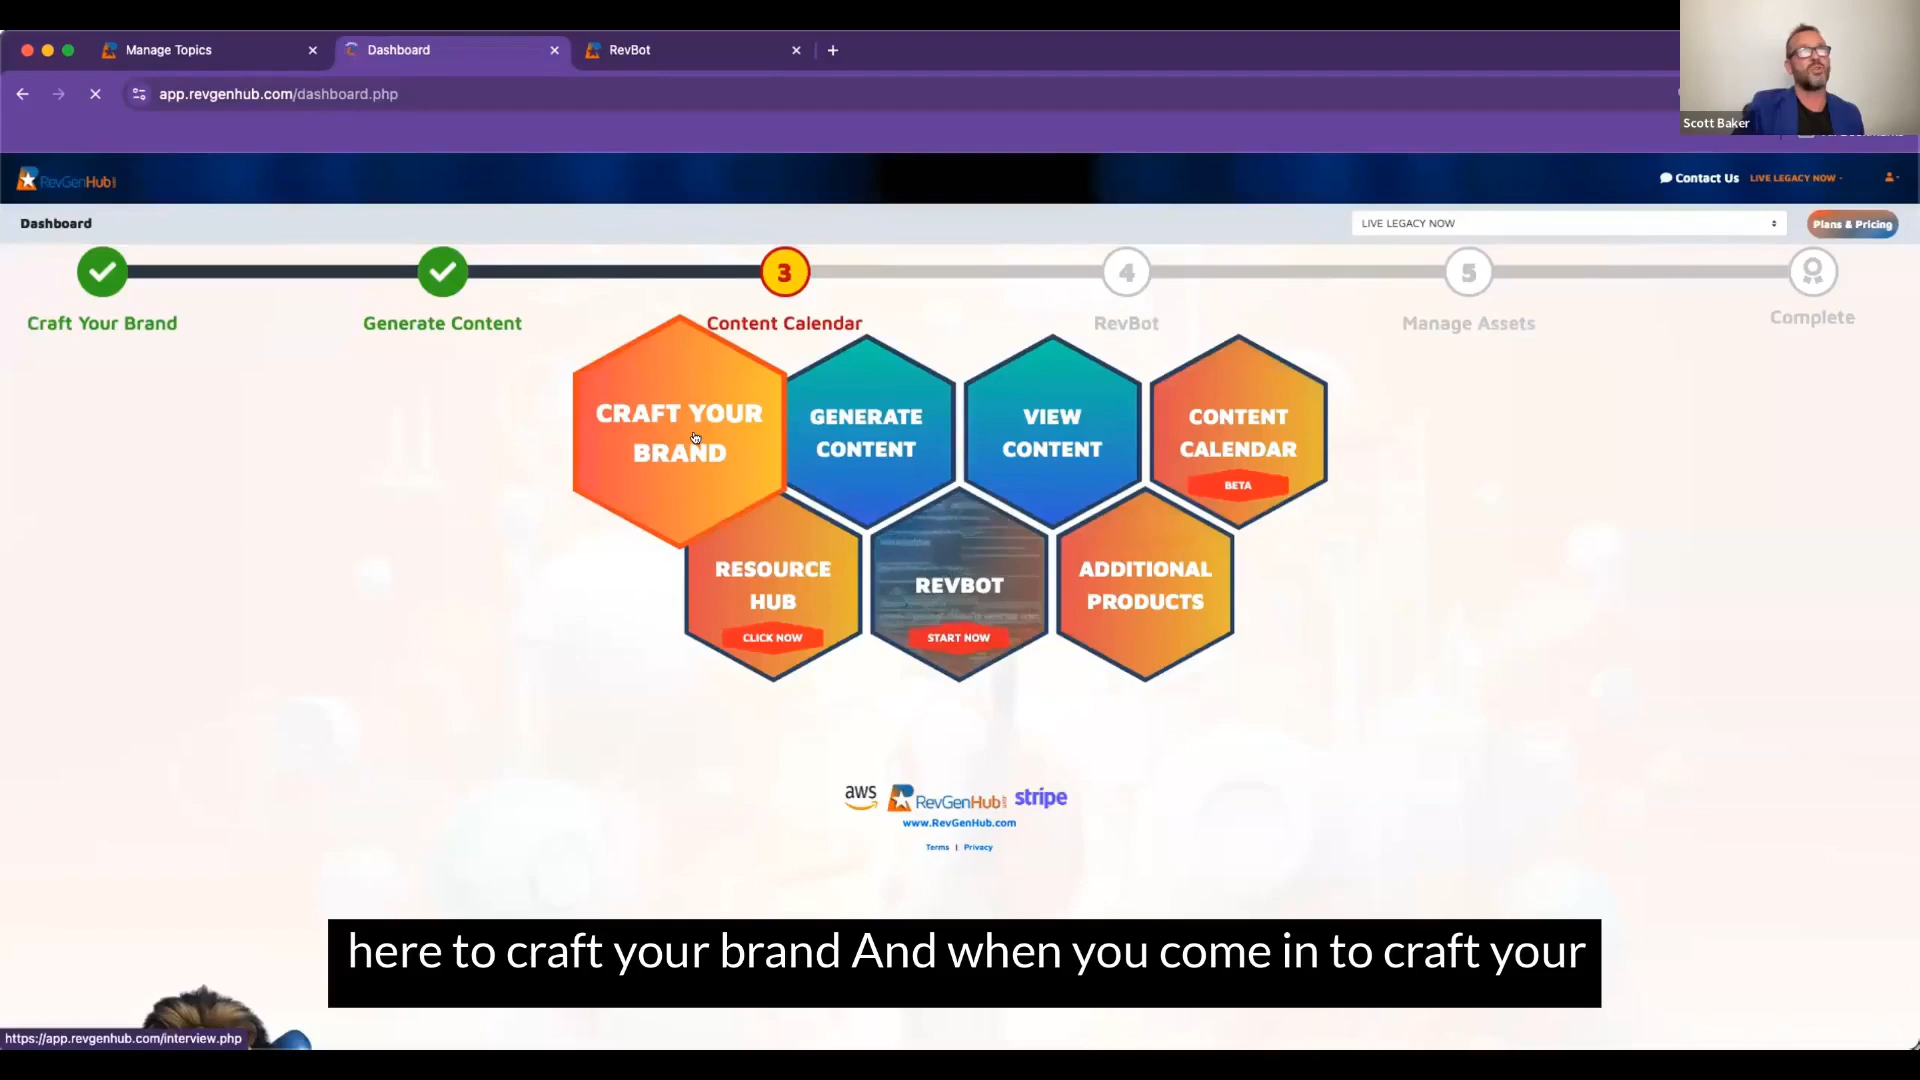 Manage Topics
Dashboard
RevBot
app.revgenhub.com/dashboard.php
Scott Baker
RevGenHub
Contact Us
LIVE LEGACY NOW
Dashboard
LIVE LEGACY NOW
Plans & Pricing
3
4
5
Craft Your Brand
Generate Content
Content Calendar
RevBot
Manage Assets
Complete
CRAFT YOUR
BRAND
GENERATE
CONTENT
VIEW
CONTENT
CONTENT
CALENDAR
BETA
RESOURCE
HUB
CLICK NOW
REVBOT
START NOW
ADDITIONAL
PRODUCTS
aws
RevGenHub
stripe
www.RevGenHub.com
Terms | Privacy
here to craft your brand And when you come in to craft your
https://app.revgenhub.com/interview.php